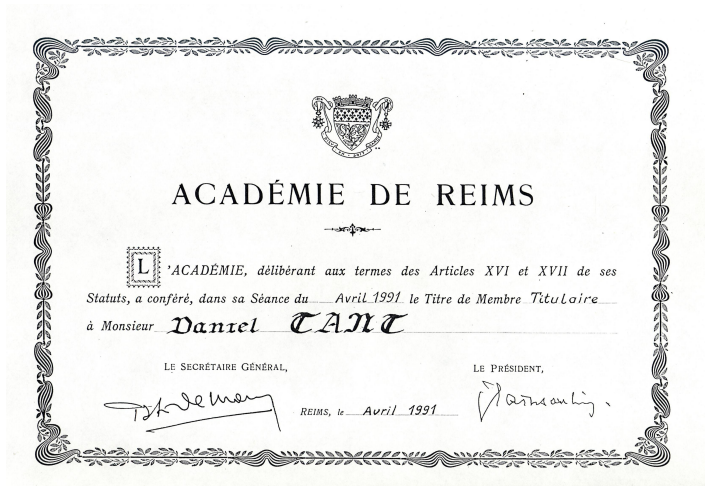 ACADÉMIE DE REIMS
L'ACADÉMIE, délibérant aux termes des Articles XVI et XVII de ses
Statuts, a conféré, dans sa Séance du Avril 1991 le Titre de Membre Titulaire
à Monsieur Daniel TANT
LE SECRÉTAIRE GÉNÉRAL,
LE PRÉSIDENT,
REIMS, le Avril 1991